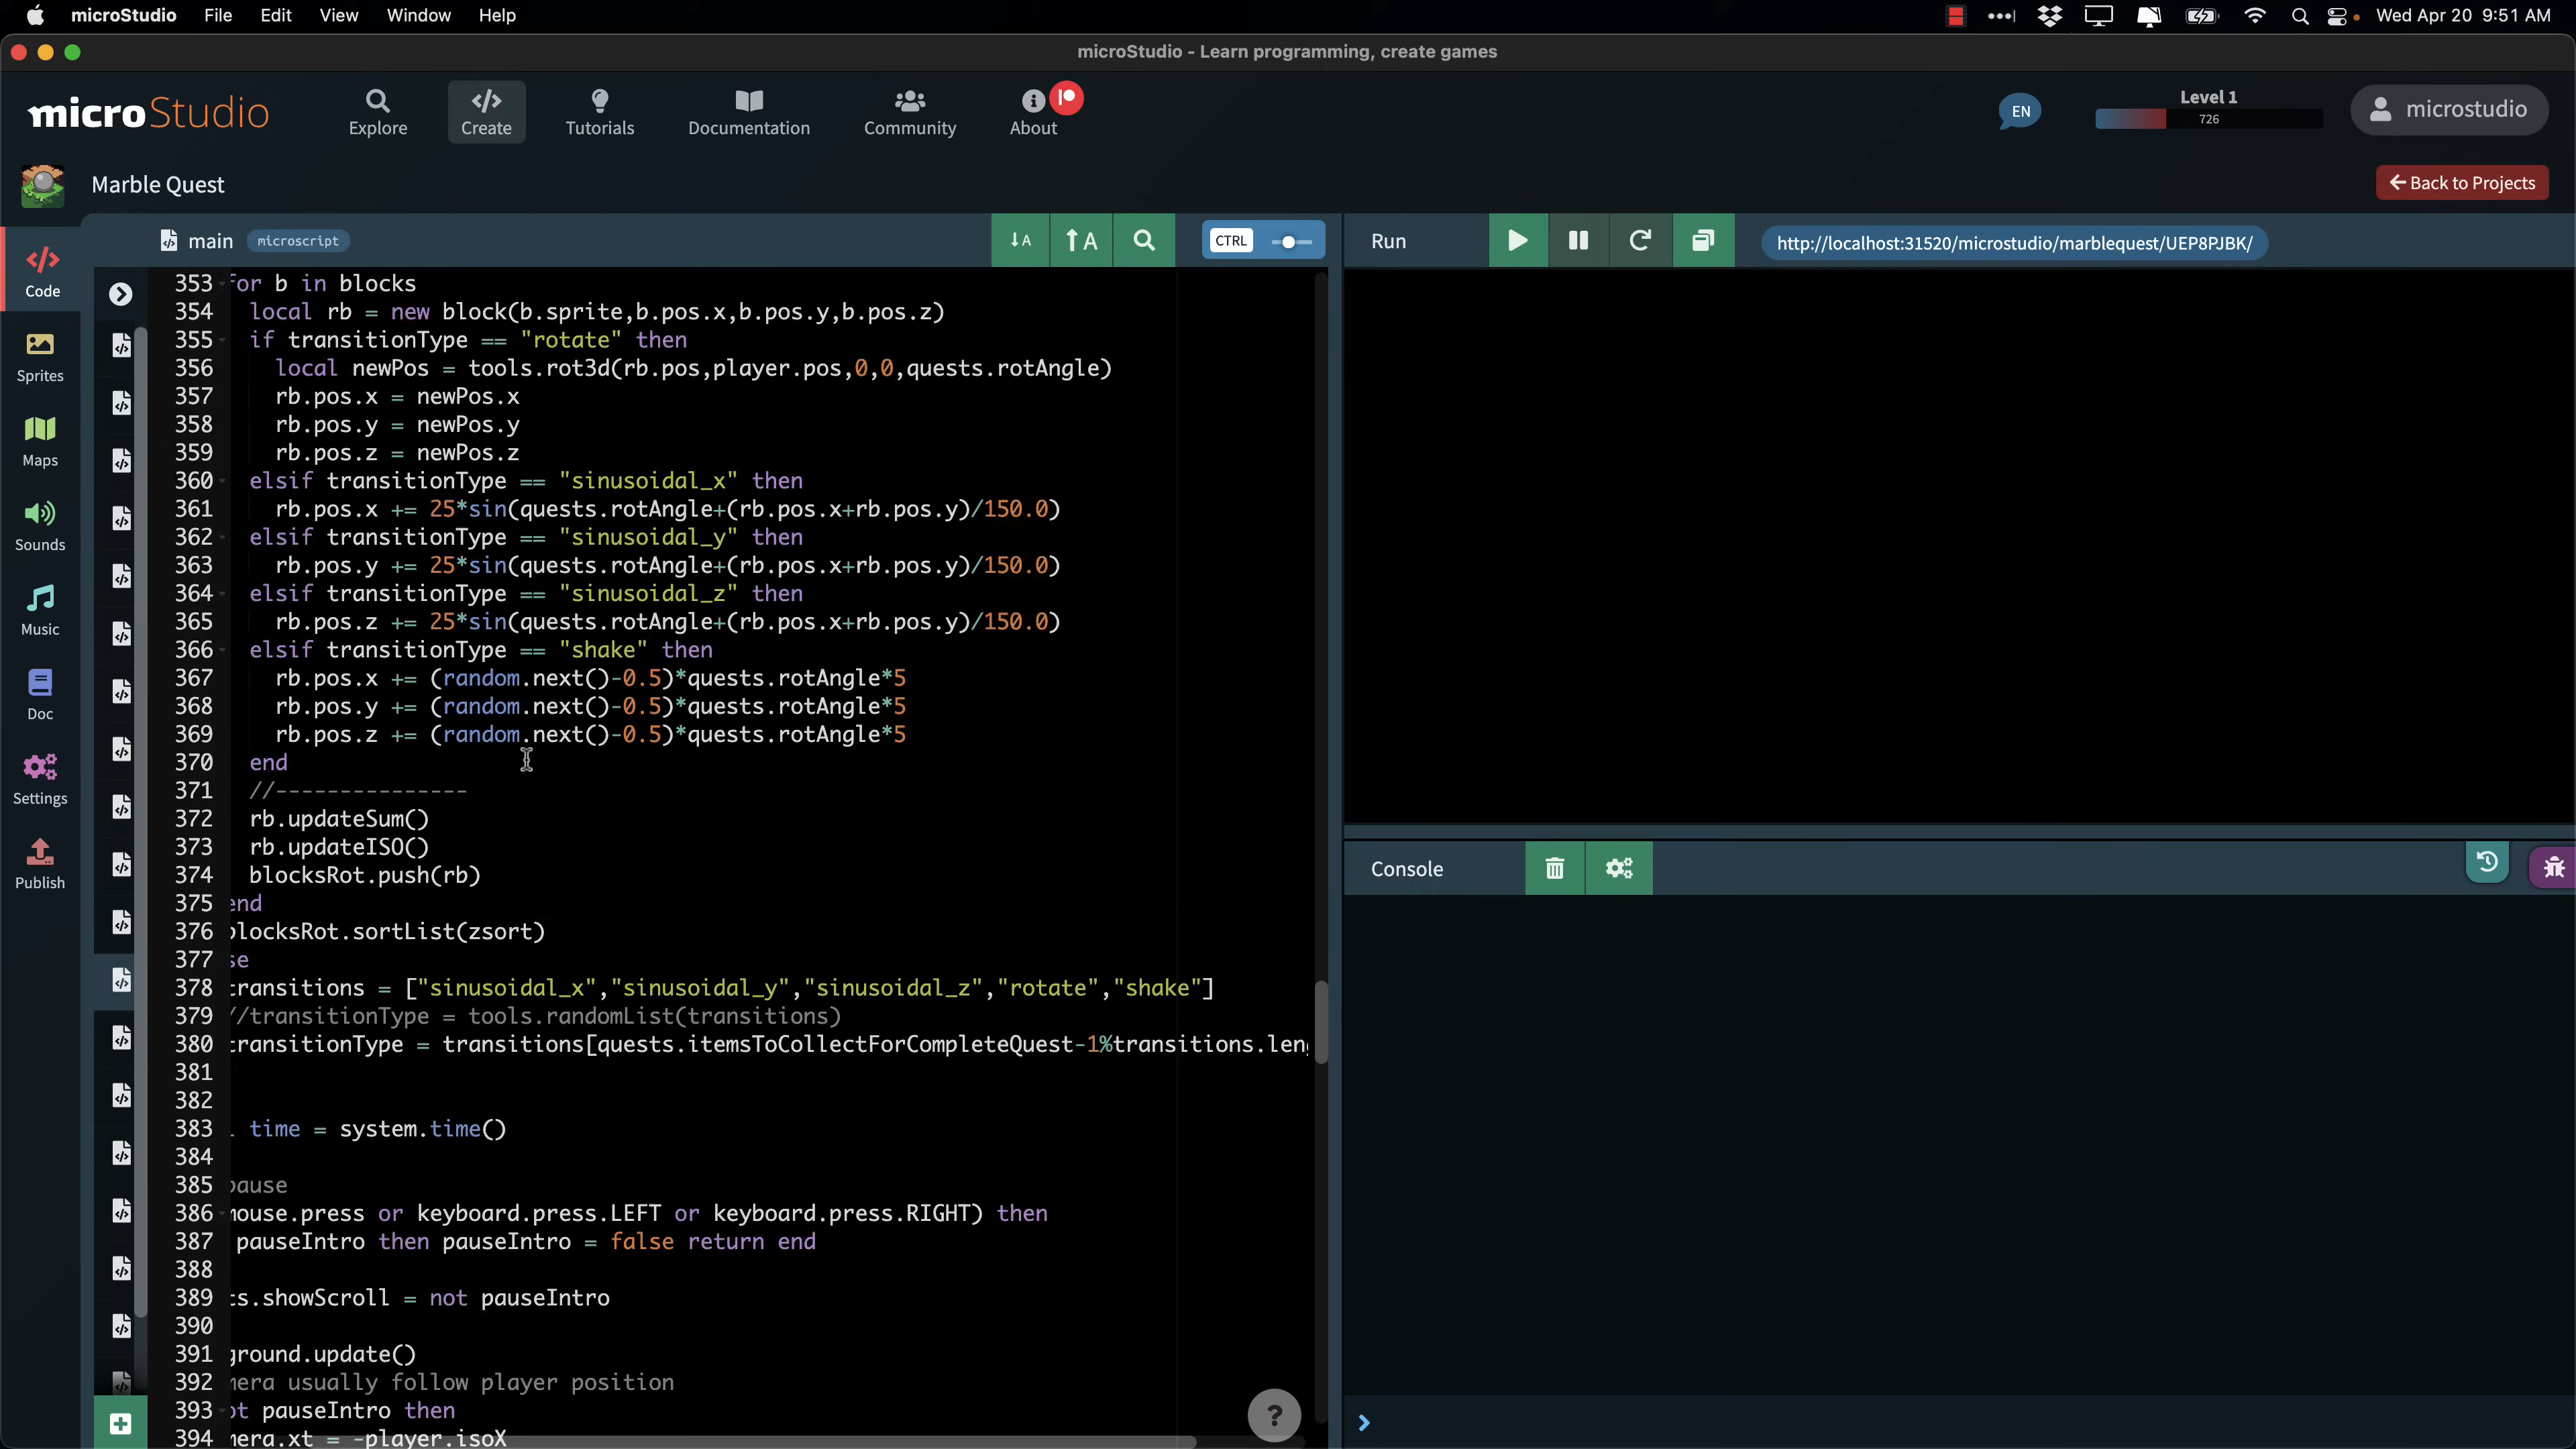 microStudio File Edit View Window Help
Wed Apr 20 9:51 AM
microStudio - Learn programming, create games
microStudio
Explore
Create
Tutorials
Documentation
Community
About
EN
Level 1
726
microstudio
Marble Quest
Back to Projects
Code
Sprites
Maps
Sounds
Music
Doc
Settings
Publish
main microscript
A
A
CTRL
Run
http://localhost:31520/microstudio/marblequest/UEP8PJBK/
353 for b in blocks
354 local rb = new block(b.sprite,b.pos.x,b.pos.y,b.pos.z)
355 if transitionType == "rotate" then
356 local newPos = tools.rot3d(rb.pos,player.pos,0,0,quests.rotAngle)
357 rb.pos.x = newPos.x
358 rb.pos.y = newPos.y
359 rb.pos.z = newPos.z
360 elsif transitionType == "sinusoidal_x" then
361 rb.pos.x += 25*sin(quests.rotAngle+(rb.pos.x+rb.pos.y)/150.0)
362 elsif transitionType == "sinusoidal_y" then
363 rb.pos.y += 25*sin(quests.rotAngle+(rb.pos.x+rb.pos.y)/150.0)
364 elsif transitionType == "sinusoidal_z" then
365 rb.pos.z += 25*sin(quests.rotAngle+(rb.pos.x+rb.pos.y)/150.0)
366 elsif transitionType == "shake" then
367 rb.pos.x += (random.next()-0.5)*quests.rotAngle*5
368 rb.pos.y += (random.next()-0.5)*quests.rotAngle*5
369 rb.pos.z += (random.next()-0.5)*quests.rotAngle*5
370 end
371 //---------------
372 rb.updateSum()
373 rb.updateISO()
374 blocksRot.push(rb)
375 end
376 blocksRot.sortList(zsort)
377 se
378 transitions = ["sinusoidal_x","sinusoidal_y","sinusoidal_z","rotate","shake"]
379 //transitionType = tools.randomList(transitions)
380 transitionType = transitions[quests.itemsToCollectForCompleteQuest-1%transitions.len
381
382
383 time = system.time()
384
385 pause
386 mouse.press or keyboard.press.LEFT or keyboard.press.RIGHT) then
387 pauseIntro then pauseIntro = false return end
388
389 ts.showScroll = not pauseIntro
390
391 ground.update()
392 mera usually follow player position
393 ot pauseIntro then
394 mera.xt = -player.isoX
?
Console